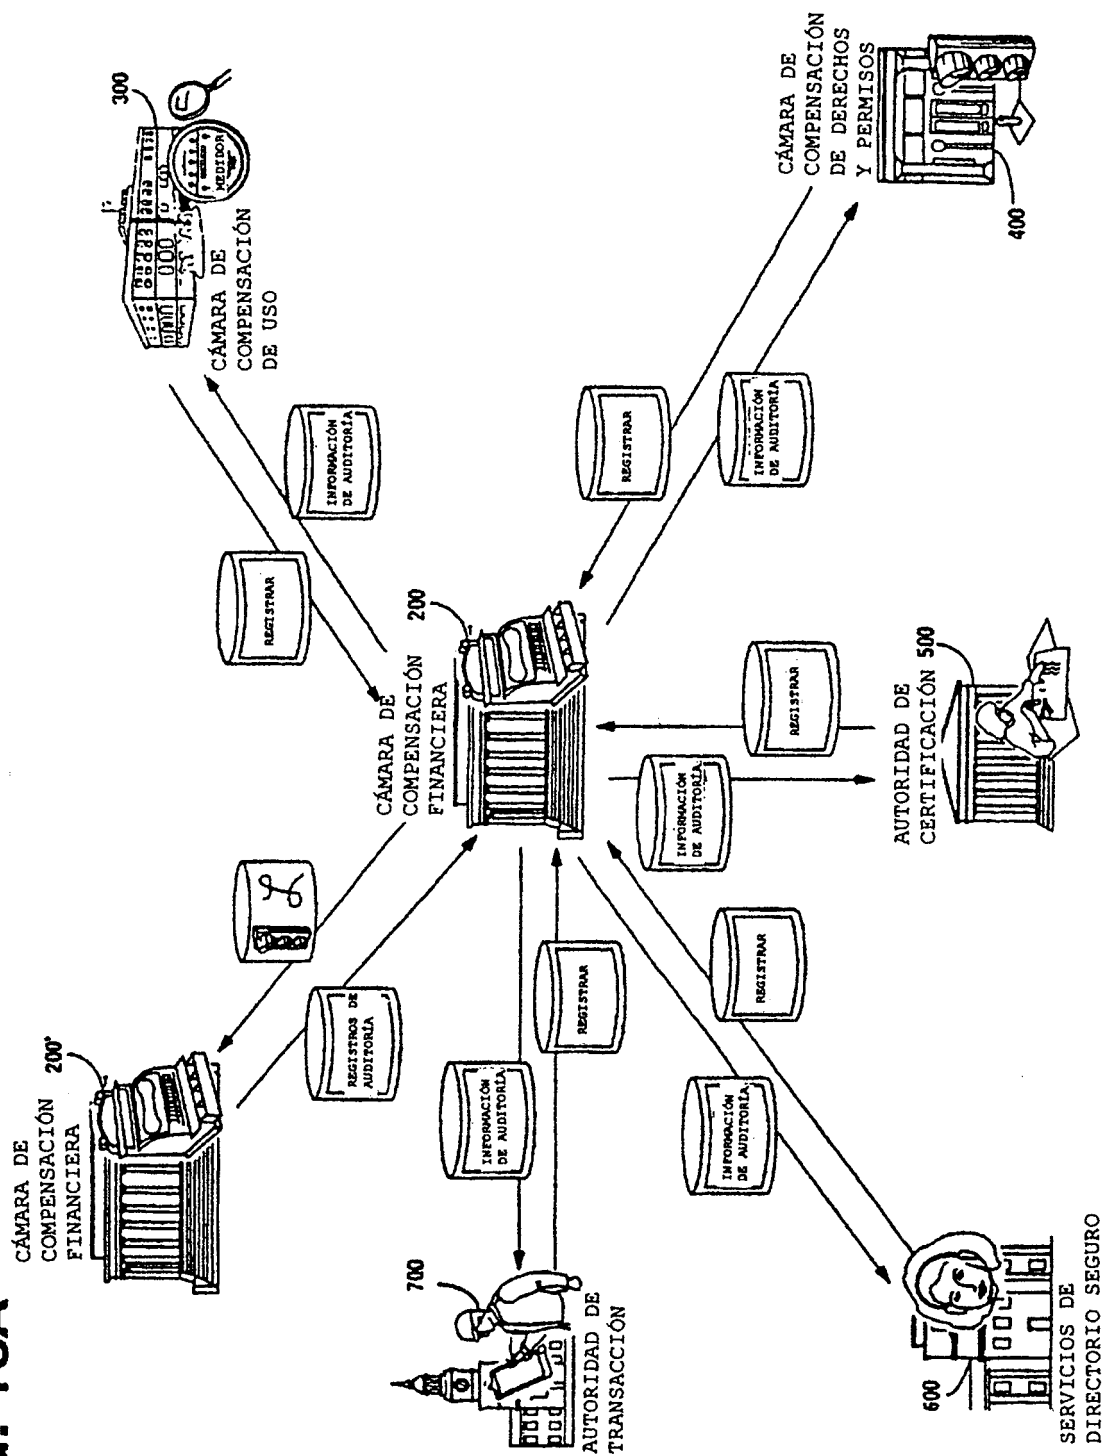 CÁMARA DE
COMPENSACIÓN
FINANCIERA
200'
300
MEDIDOR
CÁMARA DE
COMPENSACIÓN
DE USO
REGISTRAR
INFORMACIÓN
DE AUDITORÍA
REGISTROS DE
AUDITORÍA
CÁMARA DE
COMPENSACIÓN
FINANCIERA
200
700
AUTORIDAD DE
TRANSACCIÓN
INFORMACIÓN
DE AUDITORÍA
REGISTRAR
REGISTRAR
INFORMACIÓN
DE AUDITORÍA
CÁMARA DE
COMPENSACIÓN
DE DERECHOS
Y PERMISOS
400
INFORMACIÓN
DE AUDITORÍA
REGISTRAR
INFORMACIÓN
DE AUDITORÍA
REGISTRAR
AUTORIDAD DE
CERTIFICACIÓN 500
600
SERVICIOS DE
DIRECTORIO SEGURO